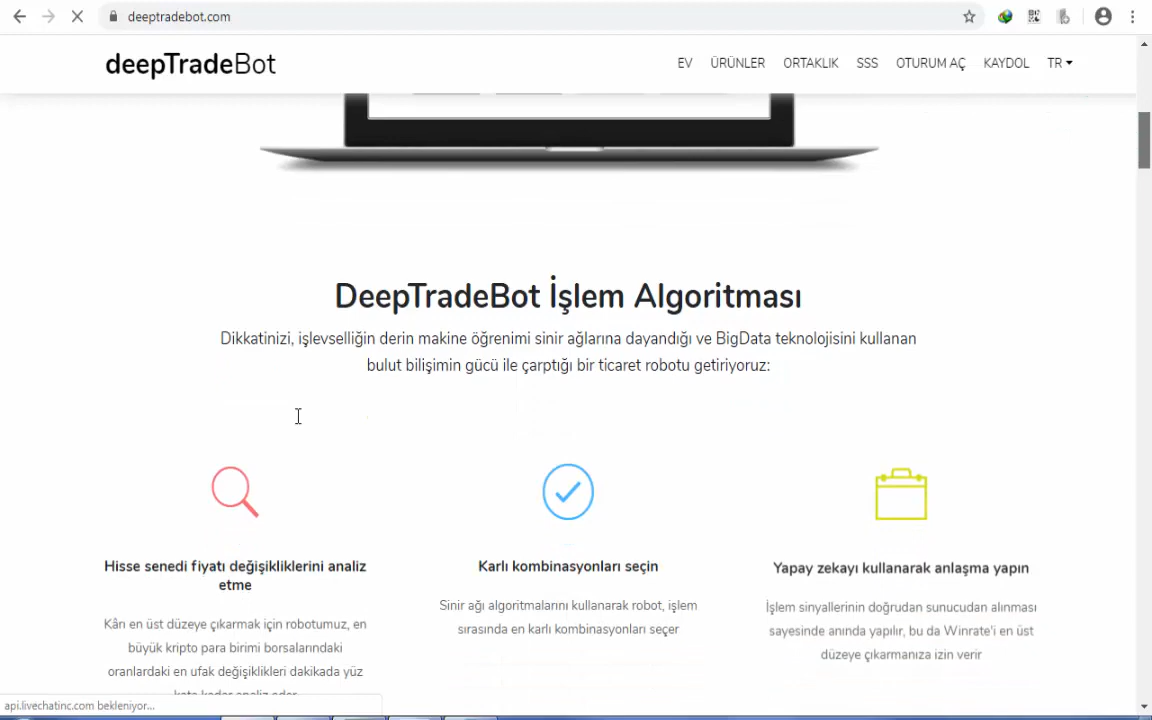 deeptradebot.com
deepTradeBot
EV ÜRÜNLER ORTAKLIK SSS OTURUM AÇ KAYDOL TR
DeepTradeBot İşlem Algoritması
Dikkatinizi, işlevselliğin derin makine öğrenimi sinir ağlarına dayandığı ve BigData teknolojisini kullanan
bulut bilişimin gücü ile çarptığı bir ticaret robotu getiriyoruz:
Hisse senedi fiyatı değişikliklerini analiz
etme
Kân en üst düzeye çıkarmak için robotumuz, en
büyük kripto para birimi borsalarındaki
oranlardaki en ufak değişiklikleri dakikada yüz
Karlı kombinasyonları seçin
Sinir ağı algoritmalarını kullanarak robot, işlem
sırasında en karlı kombinasyonları seçer
Yapay zekayı kullanarak anlaşma yapın
İşlem sinyallerinin doğrudan sunucudan alınması
sayesinde anında yapılır, bu da Winrate'i en üst
düzeye çıkarmanıza izin verir
api.livechatinc.com bekleniyor...